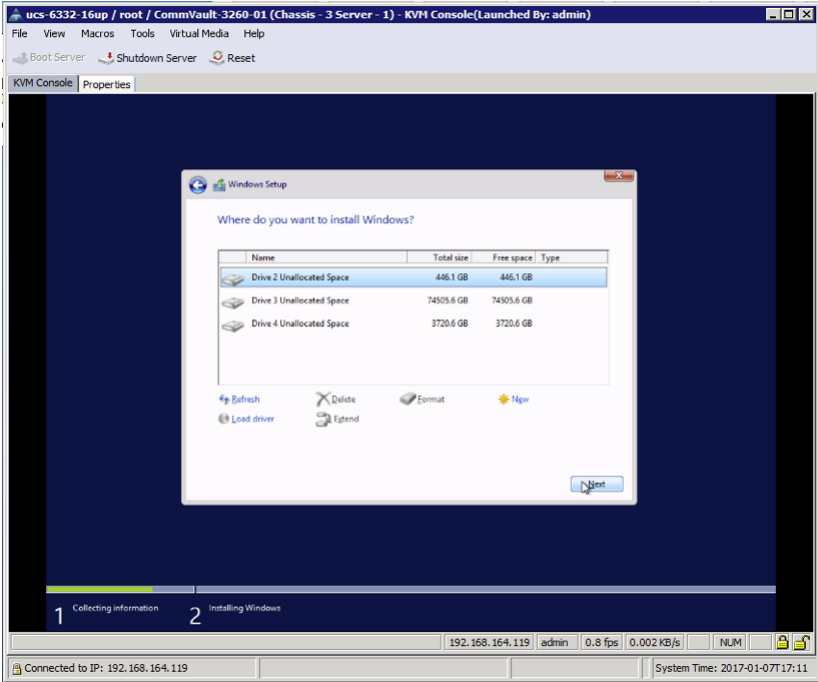 ucs-6332-16up / root / CommVault-3260-01 (Chassis - 3 Server - 1) - KVM Console(Launched By: admin)
File View Macros Tools Virtual Media Help
Boot Server Shutdown Server Reset
KVM Console Properties
Windows Setup
Where do you want to install Windows?
Name Total size Free space Type
Drive 2 Unallocated Space 446.1 GB 446.1 GB
Drive 3 Unallocated Space 74505.6 GB 74505.6 GB
Drive 4 Unallocated Space 3720.6 GB 3720.6 GB
Refresh Delete Format New
Load driver Extend
Next
1 Collecting information 2 Installing Windows
192.168.164.119 admin 0.8 fps 0.002 KB/s NUM
Connected to IP: 192.168.164.119 System Time: 2017-01-07T17:11